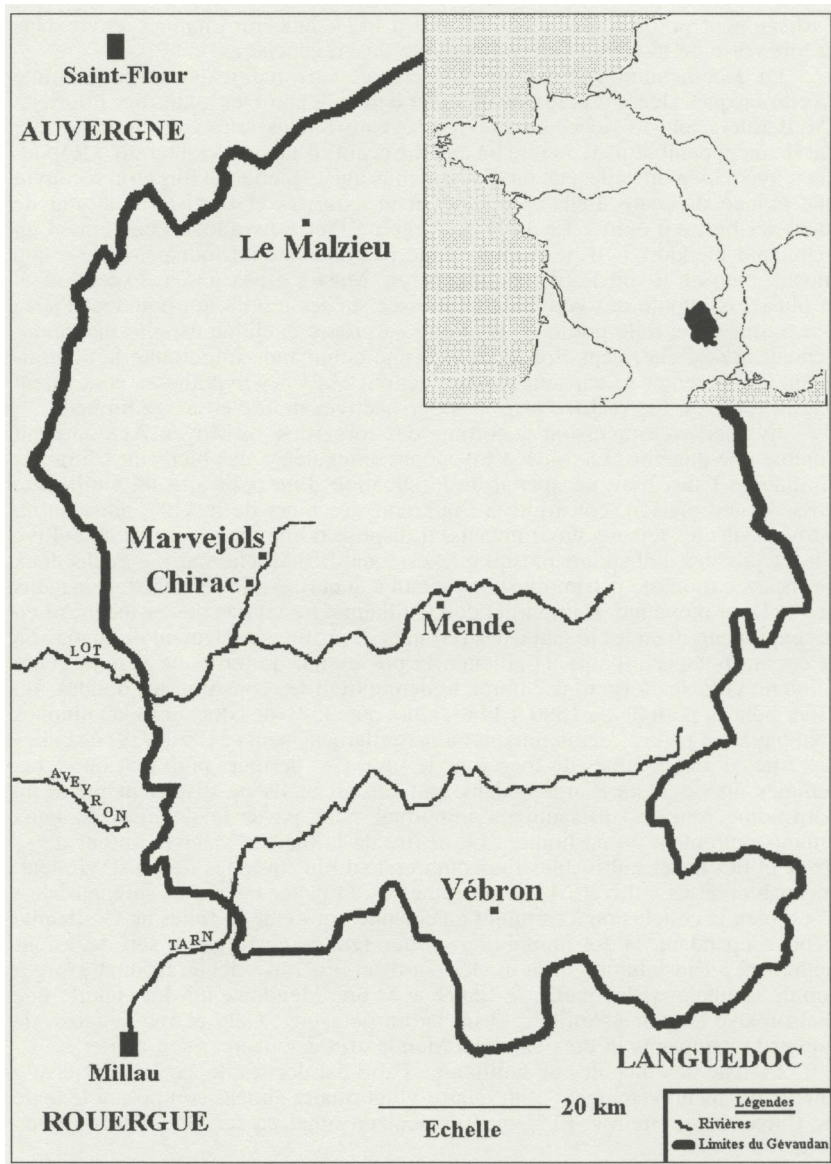 Saint-Flour
AUVERGNE
Le Malzieu
Marvejols
Chirac
Mende
LOT
AVEYRON
Vébron
TARN
Millau
LANGUEDOC
ROUERGUE
20 km
Echelle
Légendes
Rivières
Limites du Gévaudan